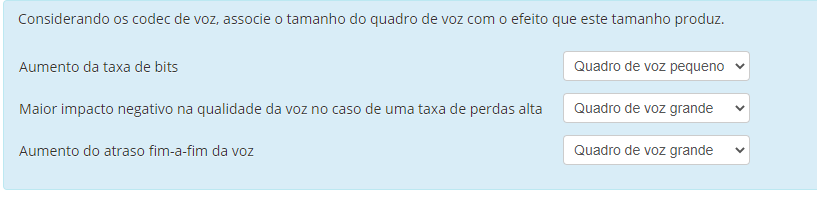 Considerando os codec de voz, associe o tamanho do quadro de voz com o efeito que este tamanho produz.
Aumento da taxa de bits Quadro de voz pequeno
Maior impacto negativo na qualidade da voz no caso de uma taxa de perdas alta Quadro de voz grande
Aumento do atraso fim-a-fim da voz Quadro de voz grande